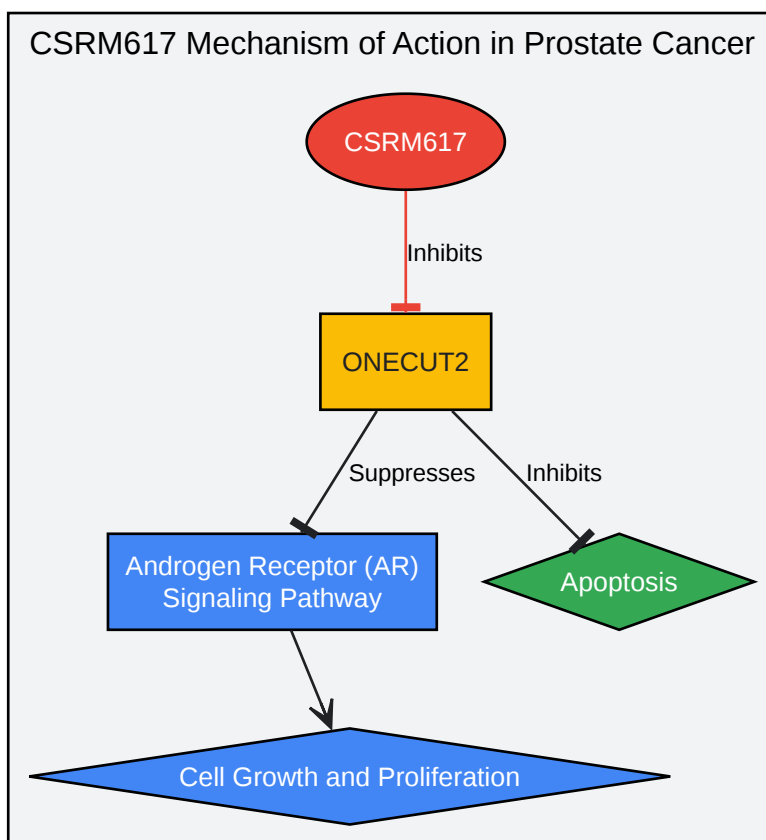 CSRM617 Mechanism of Action in Prostate Cancer
CSRM617
Inhibits
ONECUT2
Suppresses
Inhibits
Androgen Receptor (AR)
Signaling Pathway
Apoptosis
Cell Growth and Proliferation